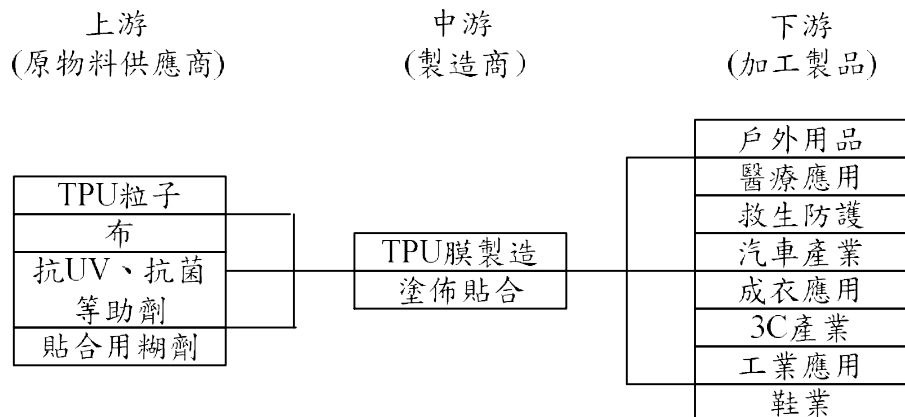 上游
(原物料供應商)
中游
(製造商)
下游
(加工製品)
TPU粒子
布
抗UV、抗菌
等助劑
貼合用糊劑
TPU膜製造
塗佈貼合
戶外用品
醫療應用
救生防護
汽車產業
成衣應用
3C產業
工業應用
鞋業